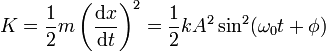 K = \frac{1}{2} m \left( \frac{\mathrm{d}x}{\mathrm{d}t} \right)^2 = \frac{1}{2} k A^2 \sin^2(\omega_0 t + \phi)